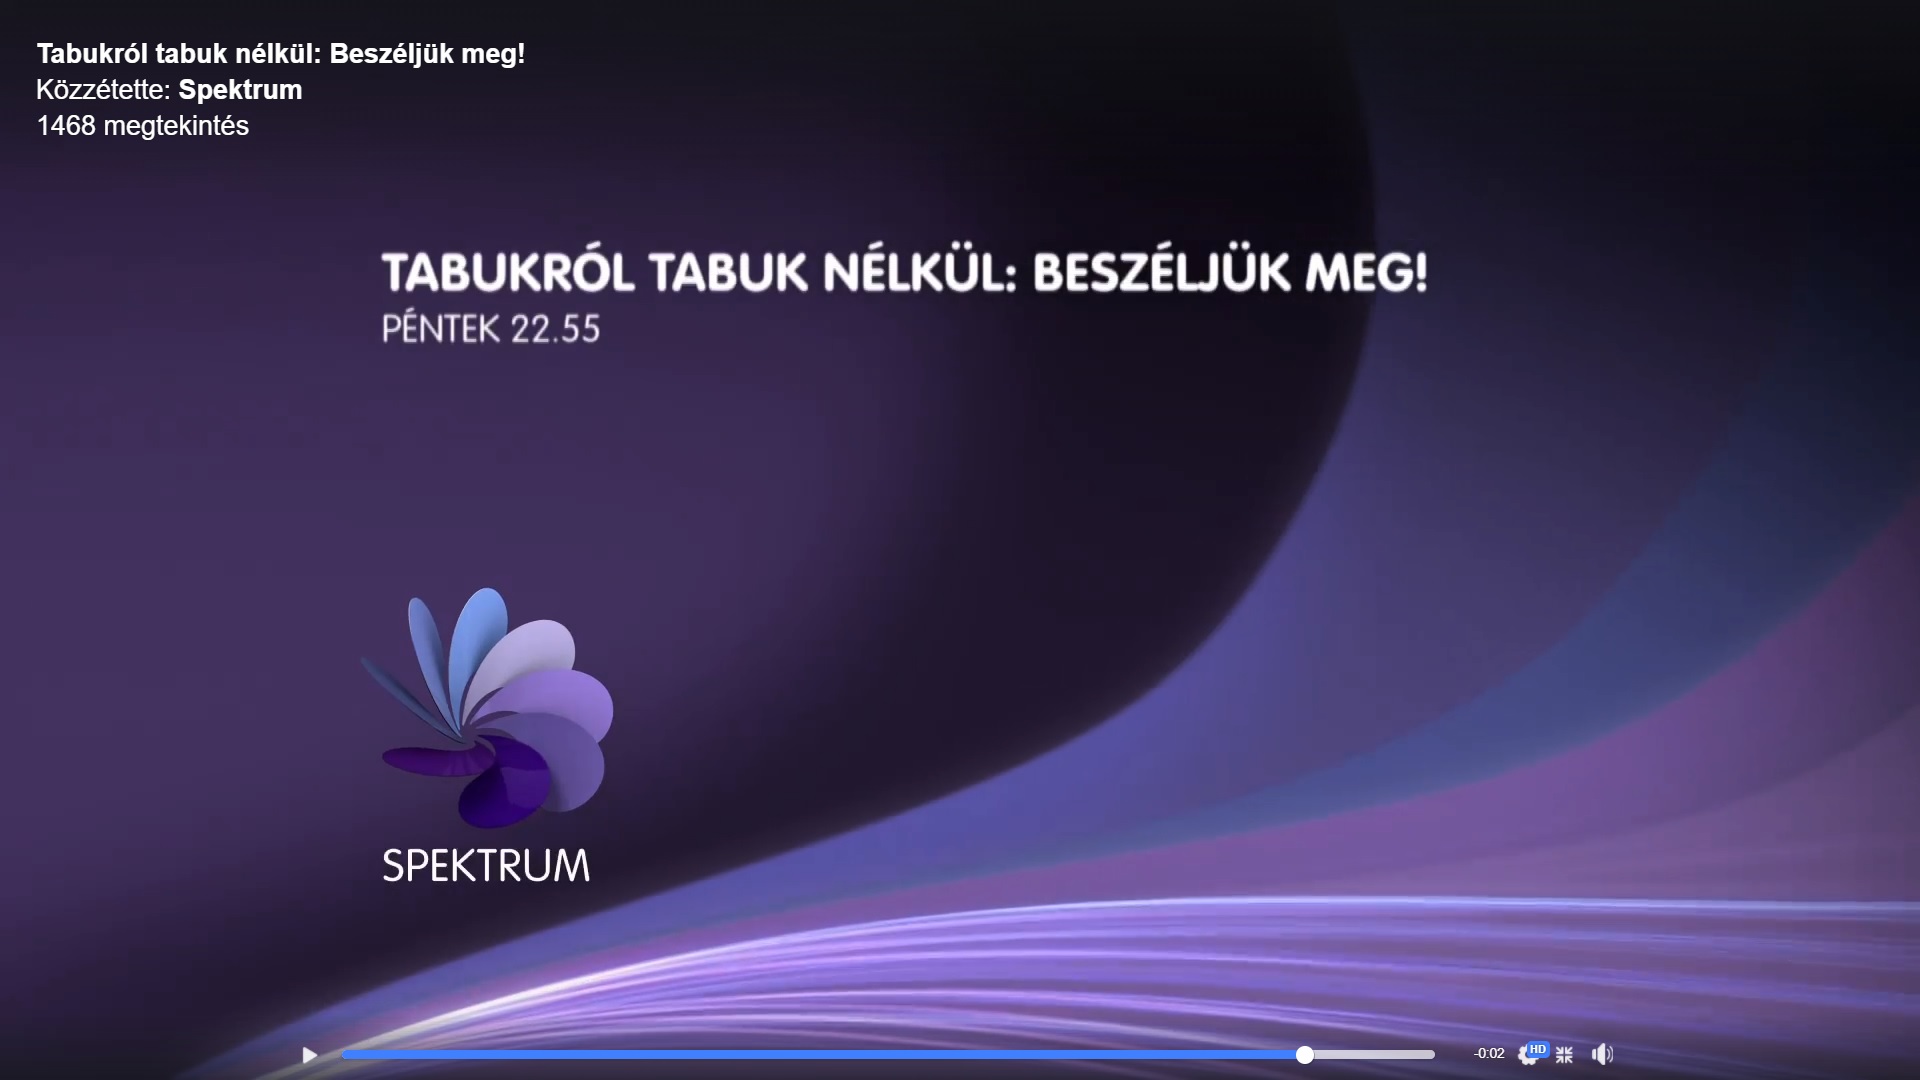 Tabukról tabuk nélkül: Beszéljük meg!
Közzétette: Spektrum
1468 megtekintés
TABUKRÓL TABUK NÉLKÜL: BESZÉLJÜK MEG!
PÉNTEK 22.55
SPEKTRUM
-0:02 HD